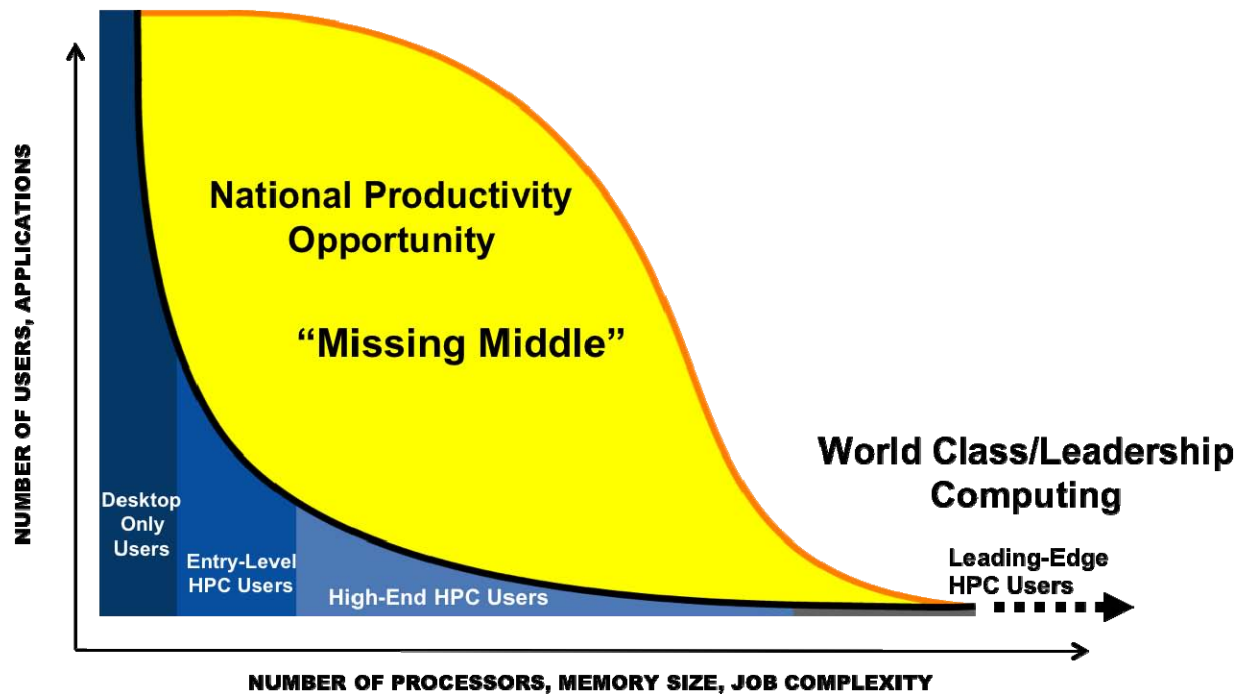 NUMBER OF USERS, APPLICATIONS
National Productivity
Opportunity
“Missing Middle”
World Class/Leadership
Computing
Desktop
Only
Users
Entry-Level
HPC Users
High-End HPC Users
Leading-Edge
HPC Users
NUMBER OF PROCESSORS, MEMORY SIZE, JOB COMPLEXITY